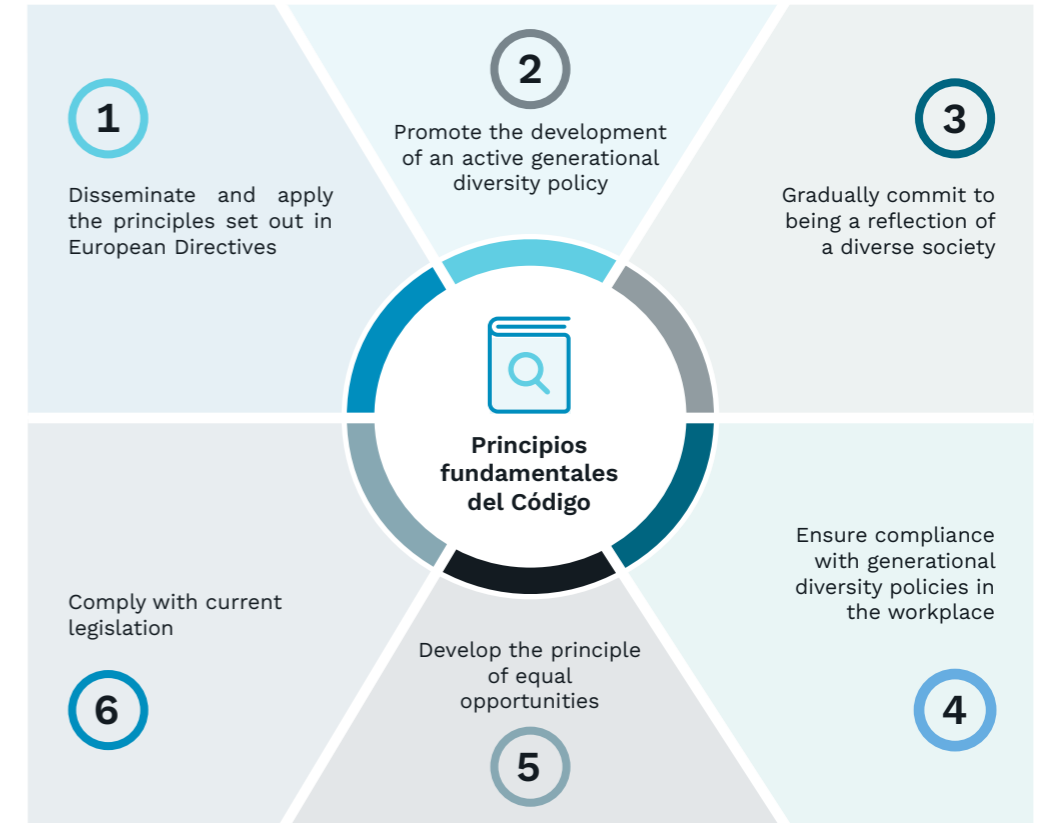 1
Disseminate and apply
the principles set out in
European Directives
2
Promote the development
of an active generational
diversity policy
3
Gradually commit to
being a reflection of
a diverse society
Principios
fundamentales
del Código
Ensure compliance
with generational
diversity policies in
the workplace
4
Develop the principle
of equal
opportunities
5
Comply with current
legislation
6